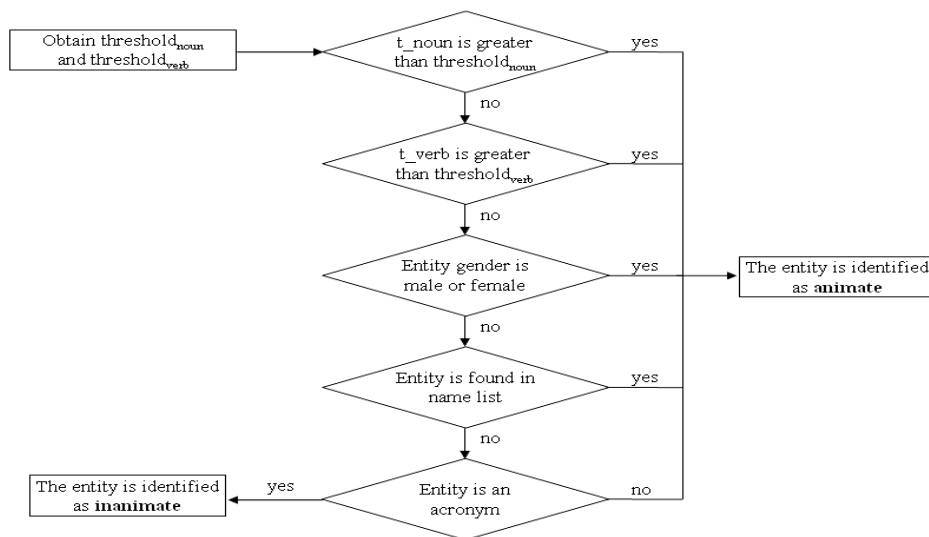 Obtain threshold_noun
and threshold_verb
t_noun is greater
than threshold_noun
yes
no
t_verb is greater
than threshold_verb
yes
no
Entity gender is
male or female
yes
The entity is identified
as animate
no
Entity is found in
name list
yes
no
The entity is identified
as inanimate
yes
Entity is an
acronym
no